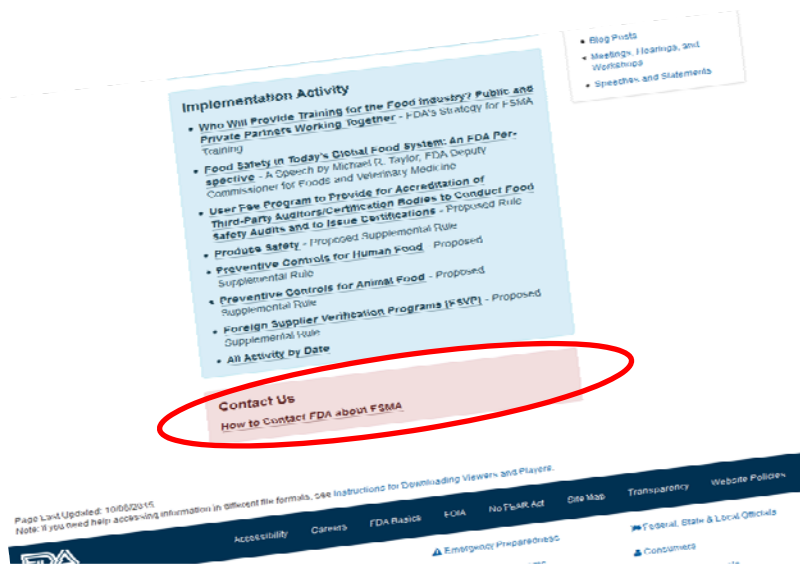 • Blog Posts
• Meetings, Hearings, and
Workshops
• Speeches and Statements
Implementation Activity
• Who Will Provide Training for the Food Industry? Public and
Private Partners Working Together - FDA's Strategy for FSMA
Training
• Food Safety in Today's Global Food System: An FDA Per-
spective - A Speech by Michael R. Taylor, FDA Deputy
Commissioner for Foods and Veterinary Medicine
• User Fee Program to Provide for Accreditation of
Third-Party Auditors/Certification Bodies to Conduct Food
Safety Audits and to Issue Certifications - Proposed Rule
• Produce Safety - Proposed Supplemental Rule
• Preventive Controls for Human Food - Proposed
Supplemental Rule
• Preventive Controls for Animal Food - Proposed
Supplemental Rule
• Foreign Supplier Verification Programs (FSVP) - Proposed
Supplemental Rule
• All Activity by Date
Contact Us
How to Contact FDA about FSMA
Page Last Updated: 10/06/2015
Note: If you need help accessing information in different file formats, see Instructions for Downloading Viewers and Players.
Accessibility Careers FDA Basics FOIA No FEAR Act Site Map Transparency Website Policies
FDA
Emergency Preparedness
Federal, State & Local Officials
Consumers